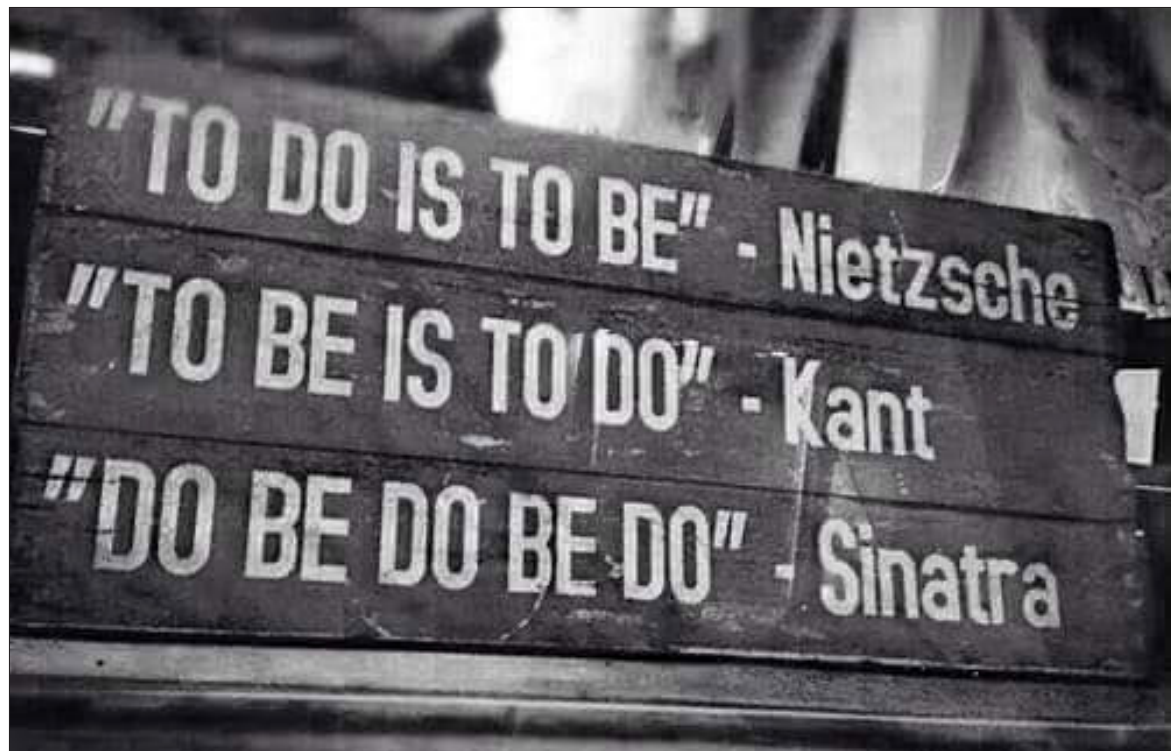 "TO DO IS TO BE" - Nietzsche
"TO BE IS TO DO" - Kant
"DO BE DO BE DO" - Sinatra